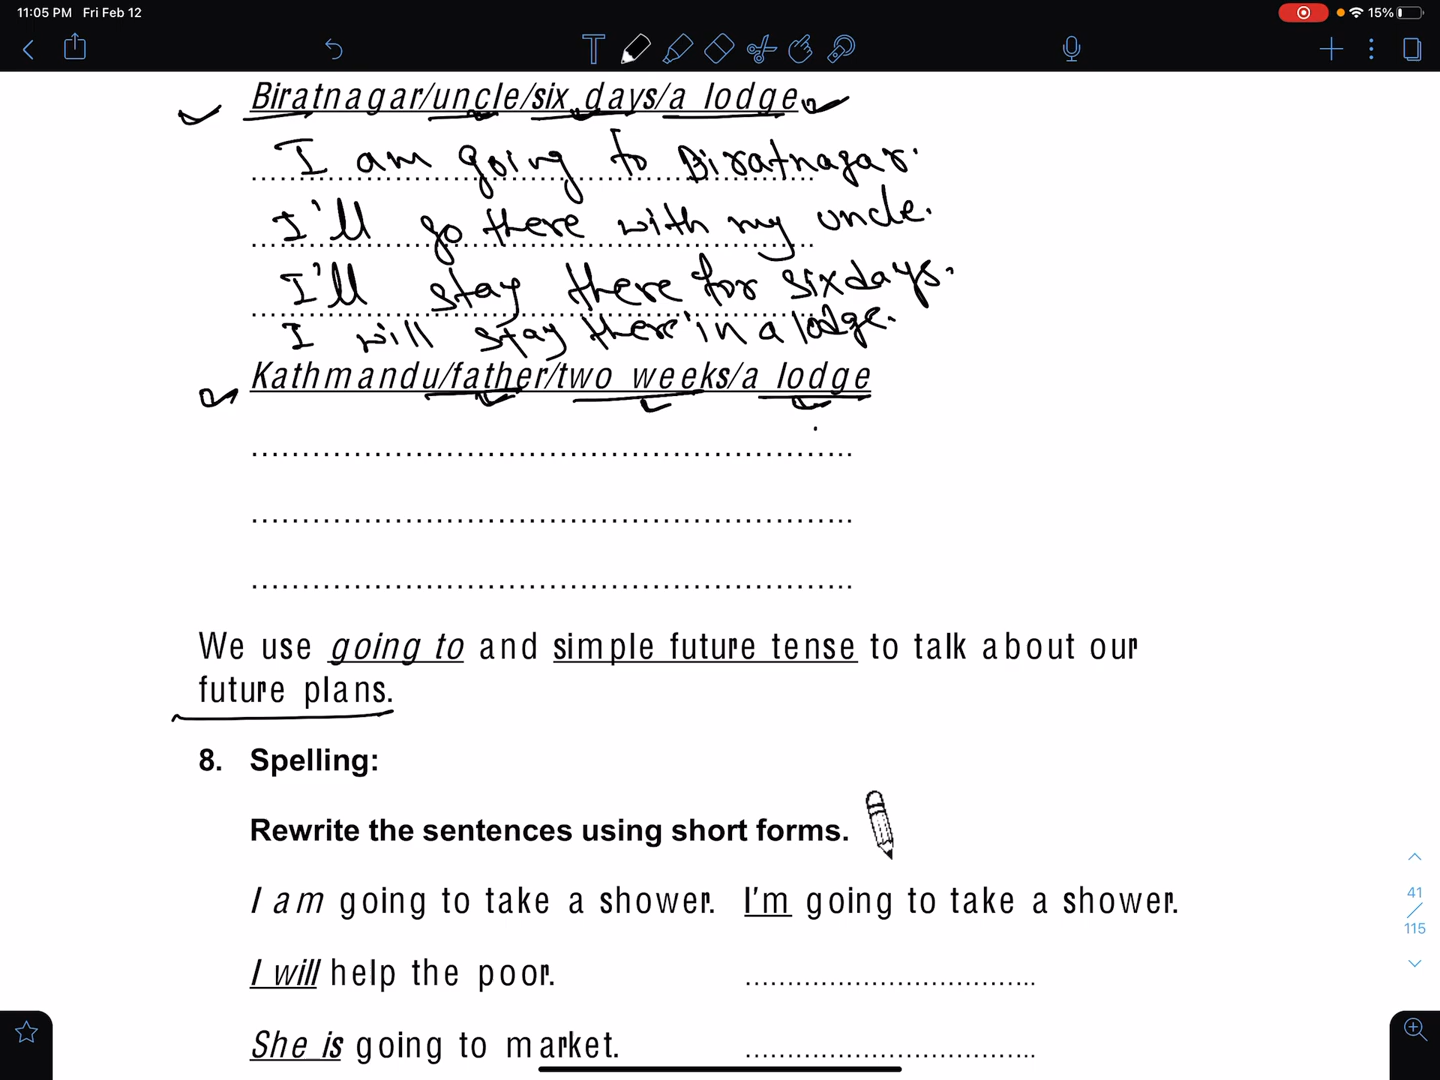 11:05 PM Fri Feb 12 15%
Biratnagar/uncle/six days/a lodge
I am going to Biratnagar.
I'll go there with my uncle.
I'll stay there for sixdays.
I will stay there in a lodge.
Kathmandu/father/two weeks/a lodge
We use going to and simple future tense to talk about our
future plans.
8. Spelling:
Rewrite the sentences using short forms.
I am going to take a shower. I'm going to take a shower.
41
/
115
I will help the poor.
She is going to market.